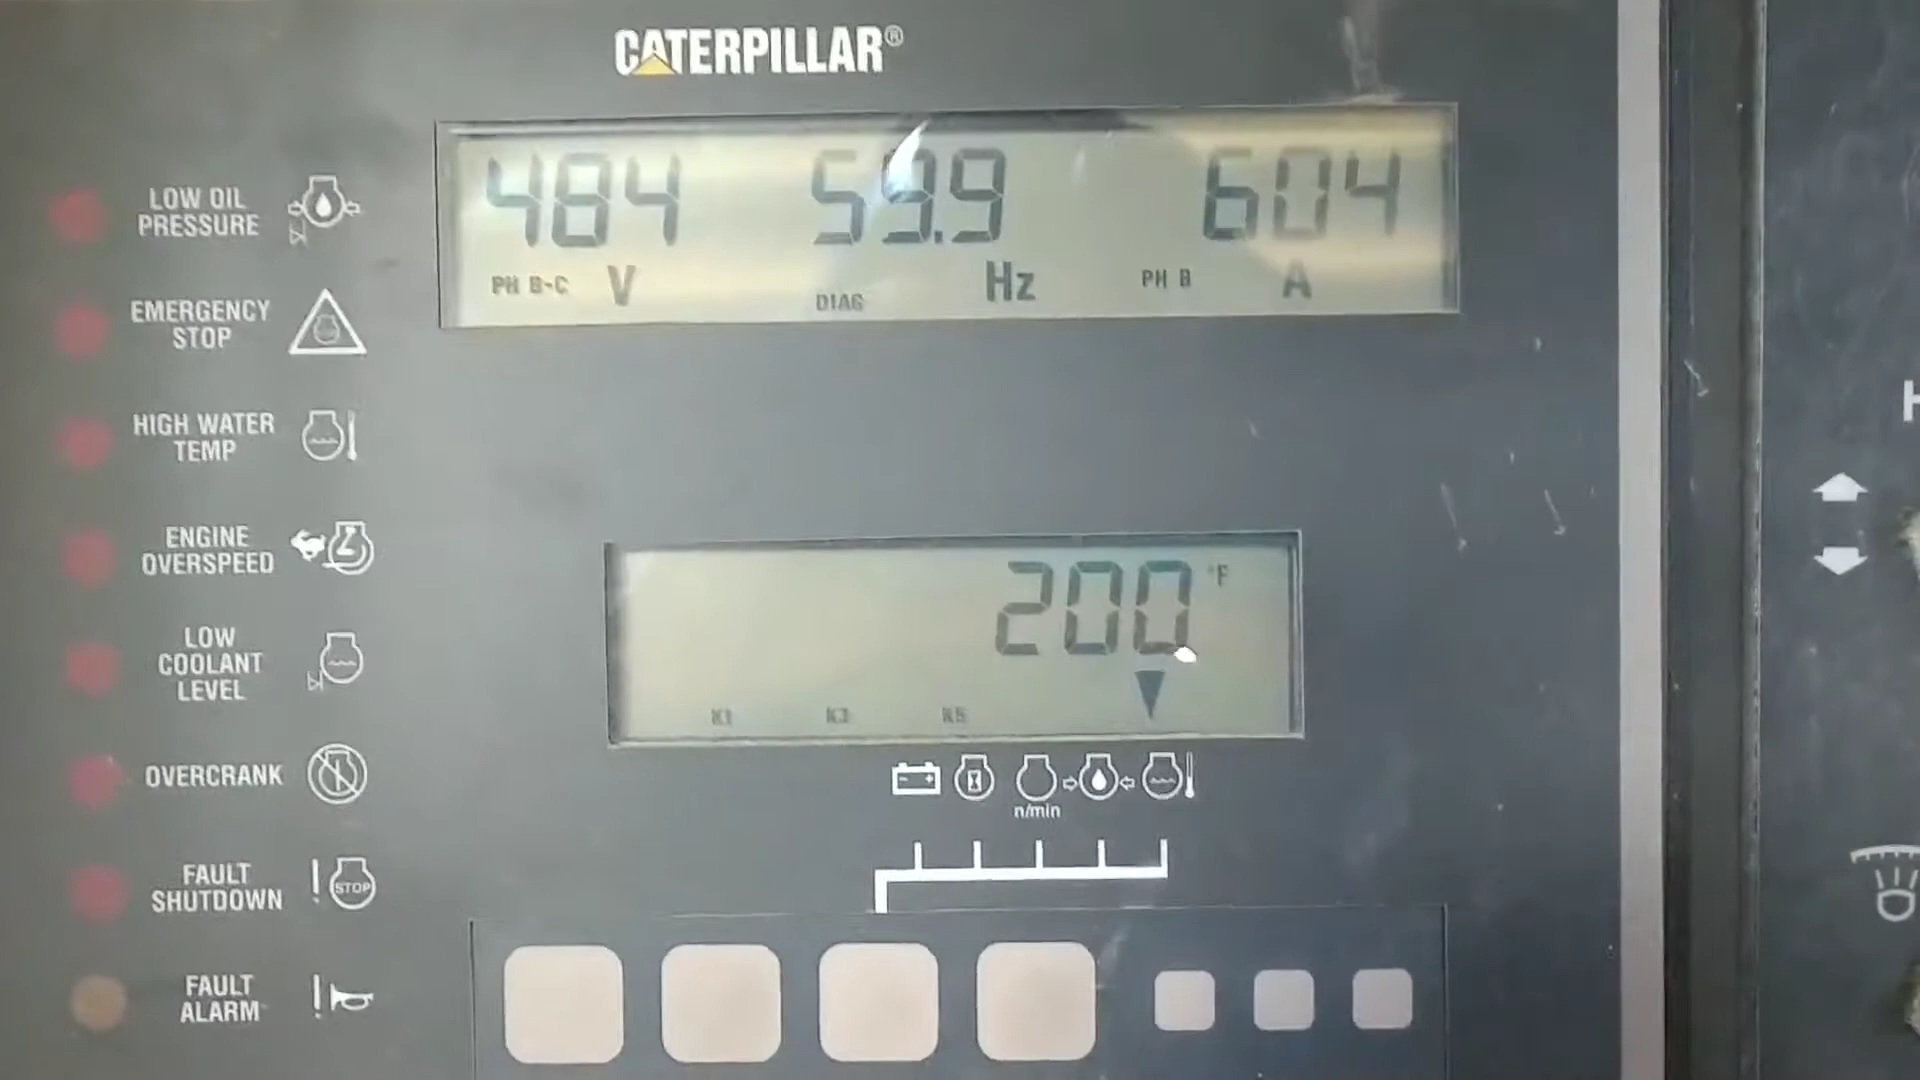 CATERPILLAR®
484 59.9 604
PH B-C V DIAG Hz PH B A
LOW OIL
PRESSURE
EMERGENCY
STOP
HIGH WATER
TEMP
ENGINE
OVERSPEED
LOW
COOLANT
LEVEL
OVERCRANK
FAULT
SHUTDOWN
STOP
FAULT
ALARM
200 °F
K1 K3 K5
n/min
H